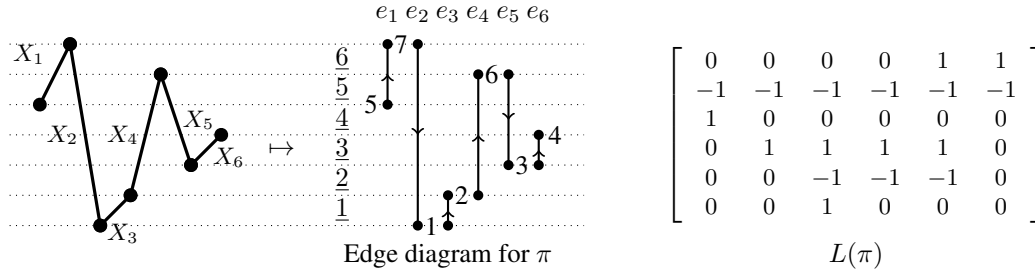 e₁ e₂ e₃ e₄ e₅ e₆
X₁ X₂ X₃ X₄ X₅ X₆
↦
6
5
4
3
2
1
5 7 1 2 6 3 4
Edge diagram for π
0 0 0 0 1 1
−1 −1 −1 −1 −1 −1
1 0 0 0 0 0
0 1 1 1 1 0
0 0 −1 −1 −1 0
0 0 1 0 0 0
L(π)